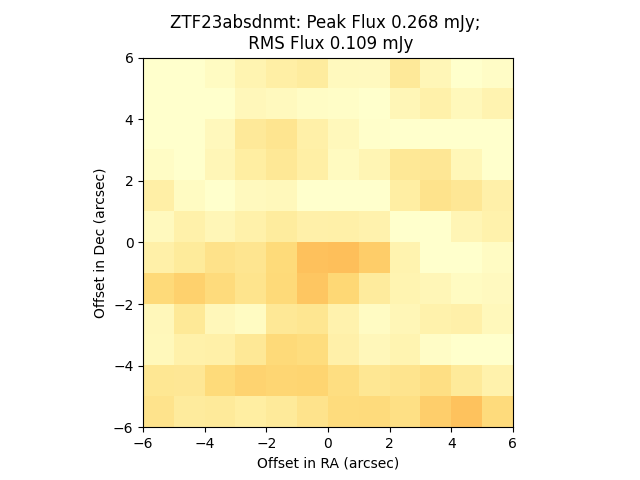 ZTF23absdnmt: Peak Flux 0.268 mJy;
RMS Flux 0.109 mJy
6
4
2
0
−2
−4
−6
Offset in Dec (arcsec)
−6 −4 −2 0 2 4 6
Offset in RA (arcsec)